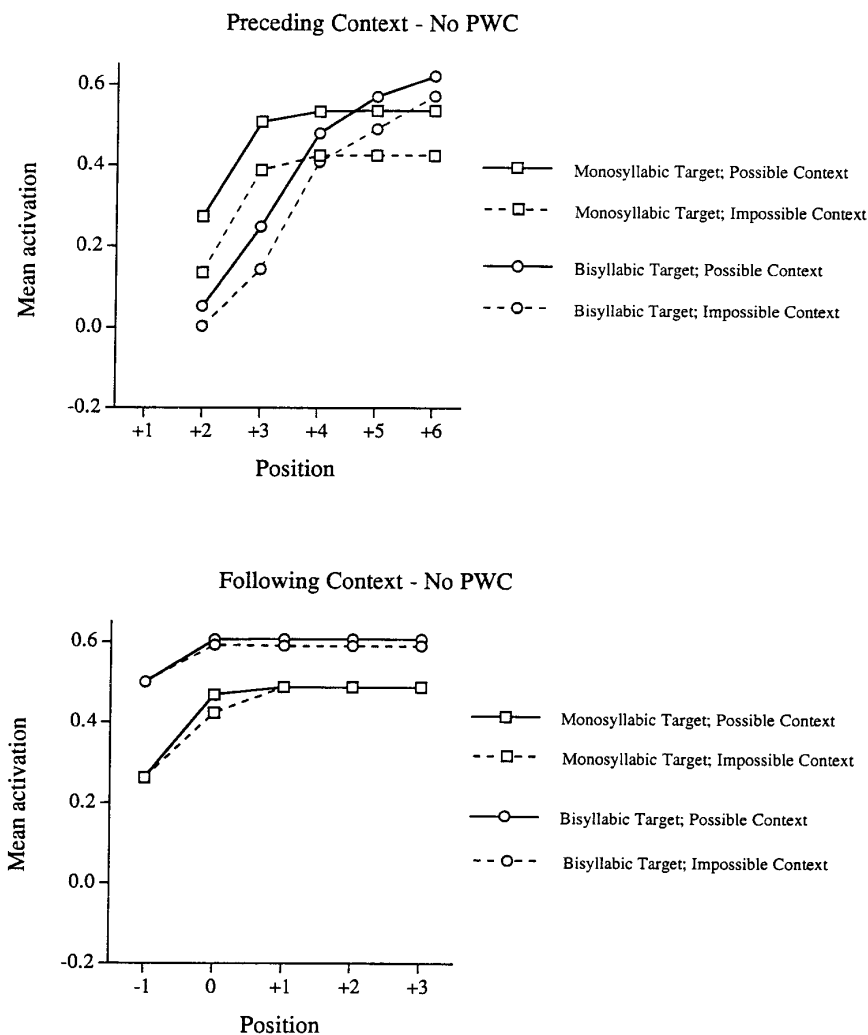 Preceding Context - No PWC
Mean activation
0.6
0.4
0.2
0.0
-0.2
+1 +2 +3 +4 +5 +6
Position
Monosyllabic Target; Possible Context
Monosyllabic Target; Impossible Context
Bisyllabic Target; Possible Context
Bisyllabic Target; Impossible Context
Following Context - No PWC
Mean activation
0.6
0.4
0.2
0.0
-0.2
-1 0 +1 +2 +3
Position
Monosyllabic Target; Possible Context
Monosyllabic Target; Impossible Context
Bisyllabic Target; Possible Context
Bisyllabic Target; Impossible Context